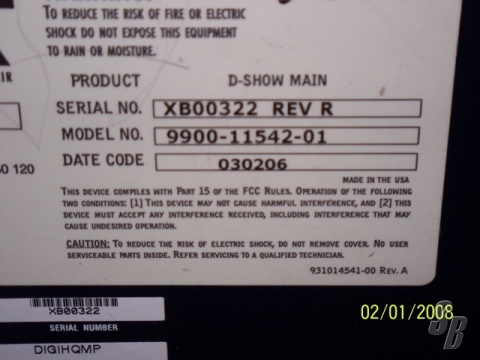 TO REDUCE THE RISK OF FIRE OR ELECTRIC
SHOCK DO NOT EXPOSE THIS EQUIPMENT
TO RAIN OR MOISTURE.
AIR
PRODUCT D-SHOW MAIN
SERIAL NO. XB00322 REV R
MODEL NO. 9900-11542-01
60 120
DATE CODE 030206
MADE IN THE USA
THIS DEVICE COMPLIES WITH PART 15 OF THE FCC RULES. OPERATION OF THE FOLLOWING
TWO CONDITIONS: [1] THIS DEVICE MAY NOT CAUSE HARMFUL INTERFERENCE, AND [2] THIS
DEVICE MUST ACCEPT ANY INTERFERENCE RECEIVED, INCLUDING INTERFERENCE THAT MAY
CAUSE UNDESIRED OPERATION.
CAUTION: TO REDUCE THE RISK OF ELECTRIC SHOCK, DO NOT REMOVE COVER. NO USER
SERVICEABLE PARTS INSIDE. REFER SERVICING TO A QUALIFIED TECHNICIAN.
931014541-00 REV. A
XB00322
SERIAL NUMBER
DIGIHQMP
02/01/2008
SB